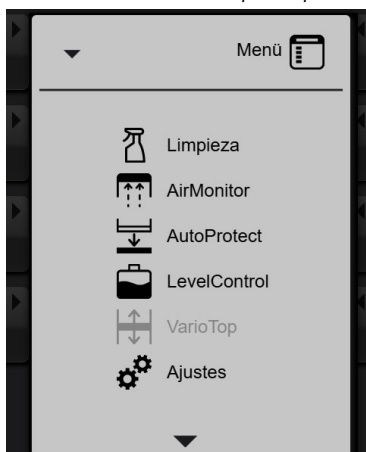 Menü
Limpieza
AirMonitor
AutoProtect
LevelControl
VarioTop
Ajustes